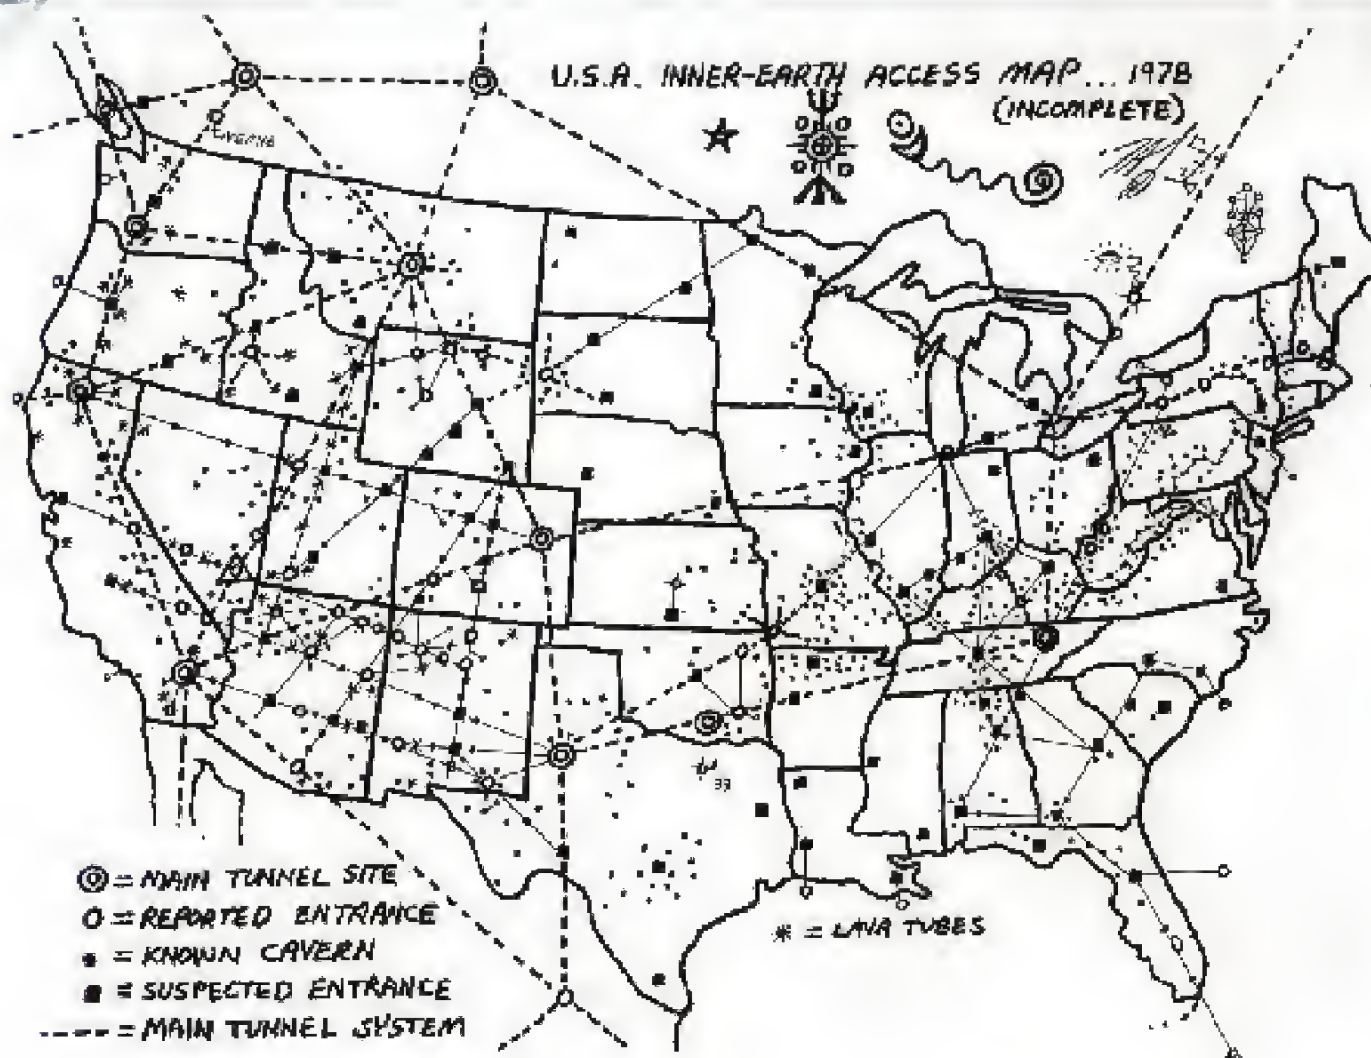 U.S.A. INNER-EARTH ACCESS MAP... 1978
(INCOMPLETE)
= MAIN TUNNEL SITE
= REPORTED ENTRANCE
= KNOWN CAVERN
= SUSPECTED ENTRANCE
= MAIN TUNNEL SYSTEM
* = LAVA TUBES